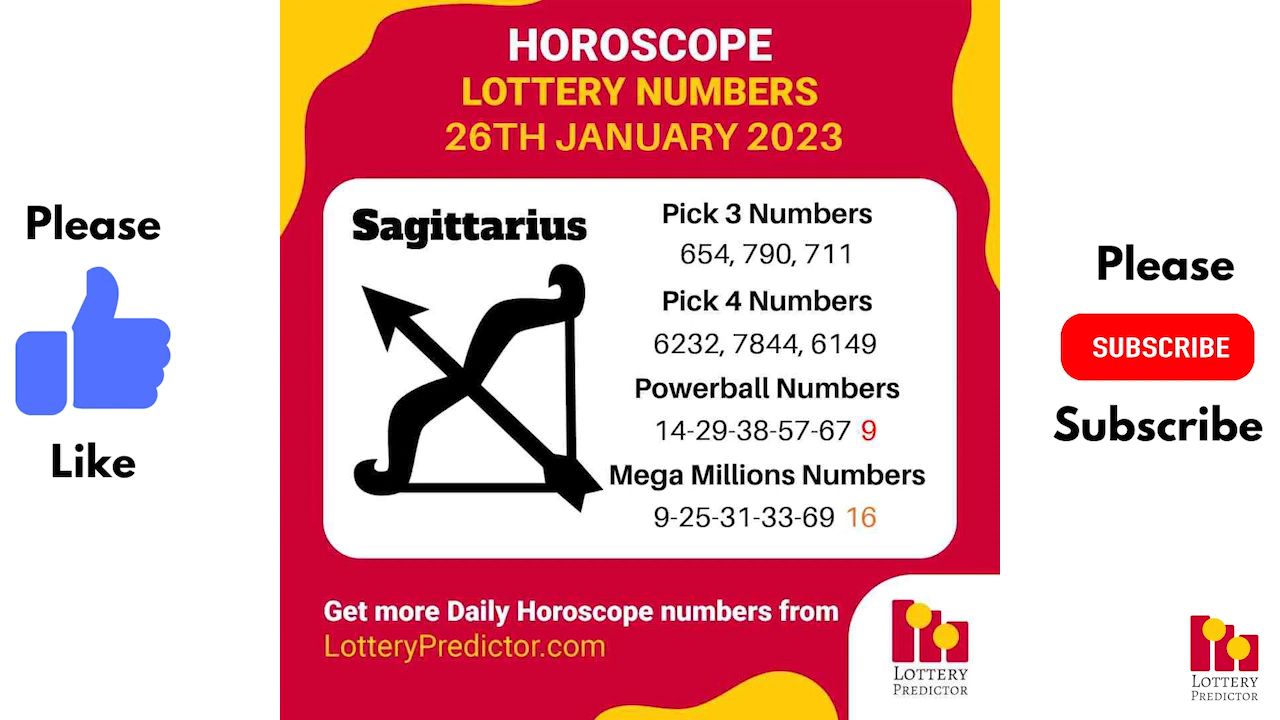 HOROSCOPE
LOTTERY NUMBERS
26TH JANUARY 2023
Please
Like
Sagittarius
Pick 3 Numbers
654, 790, 711
Pick 4 Numbers
6232, 7844, 6149
Powerball Numbers
14-29-38-57-67 9
Mega Millions Numbers
9-25-31-33-69 16
Please
SUBSCRIBE
Subscribe
Get more Daily Horoscope numbers from
LotteryPredictor.com
LOTTERY
PREDICTOR
LOTTERY
PREDICTOR